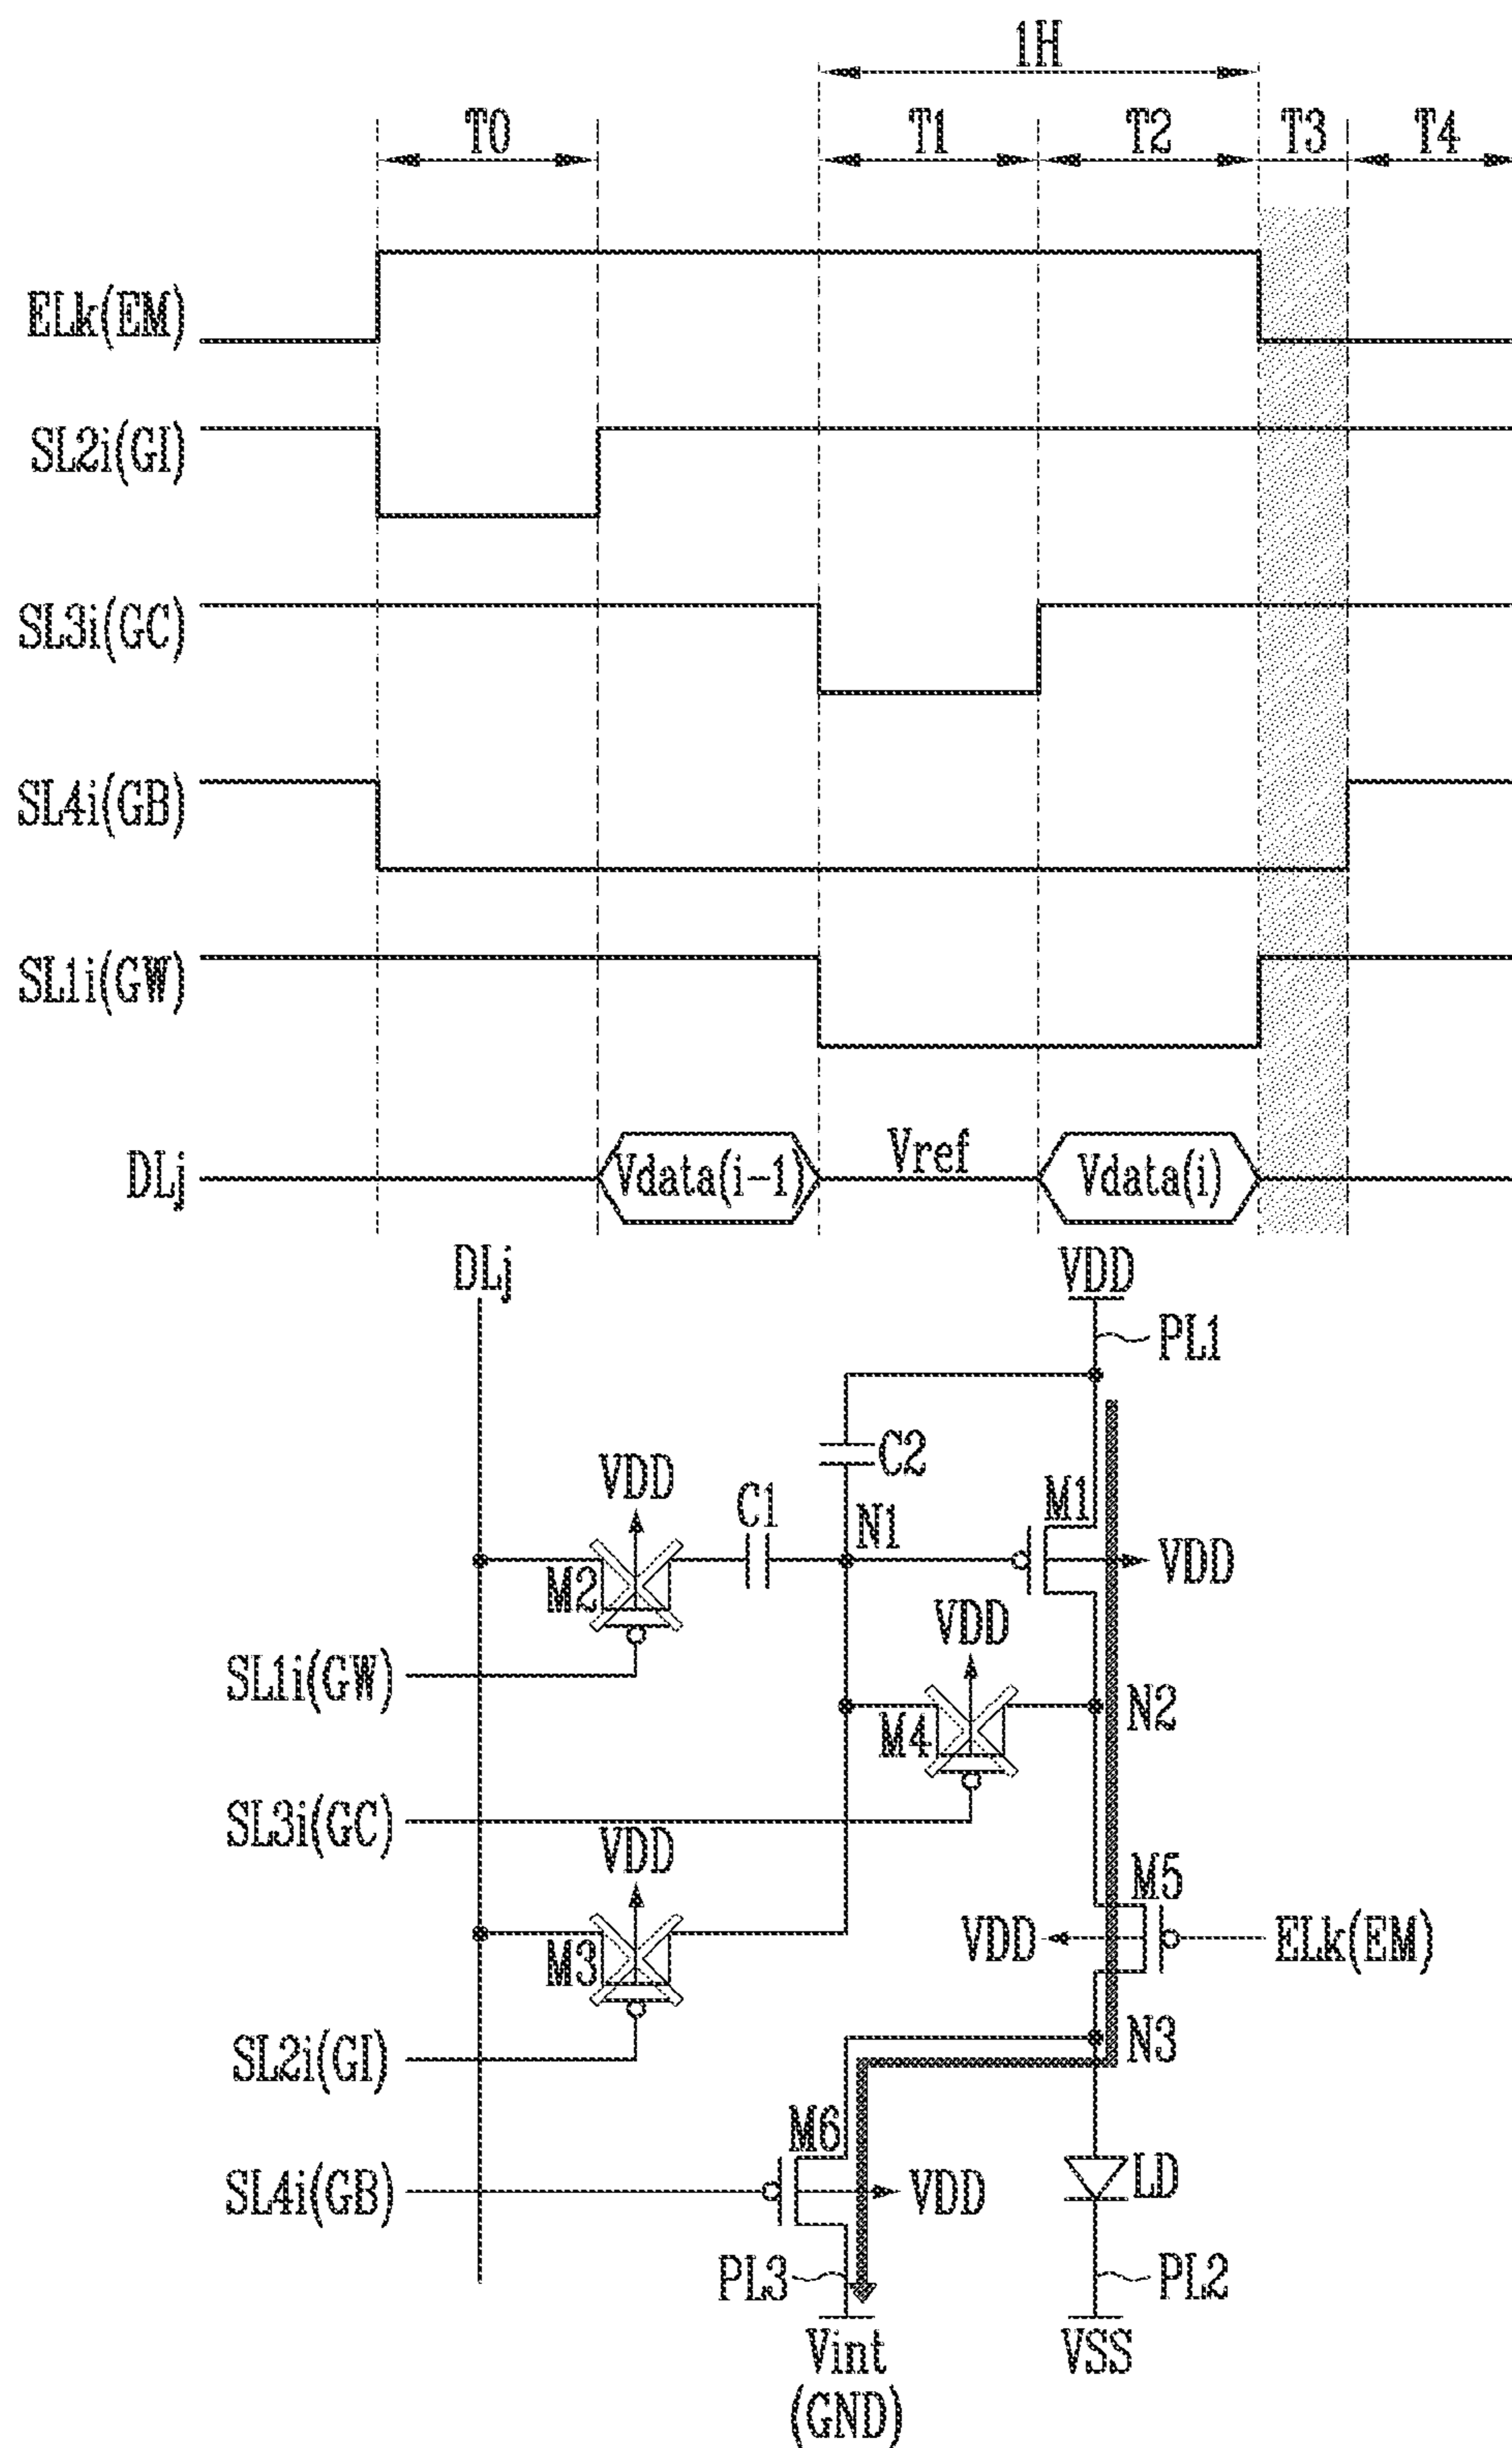 1H
T0 T1 T2 T3 T4
ELk(EM)
SL2i(GI)
SL3i(GC)
SL4i(GB)
SL1i(GW)
DLj Vdata(i-1) Vref Vdata(i)
DLj VDD
PL1
C2
VDD C1 N1 M1
M2 VDD
VDD
SL1i(GW) M4 N2
SL3i(GC) VDD
M5
M3 VDD ELk(EM)
SL2i(GI) N3
M6
SL4i(GB) VDD LD
PL3 PL2
Vint VSS
(GND)